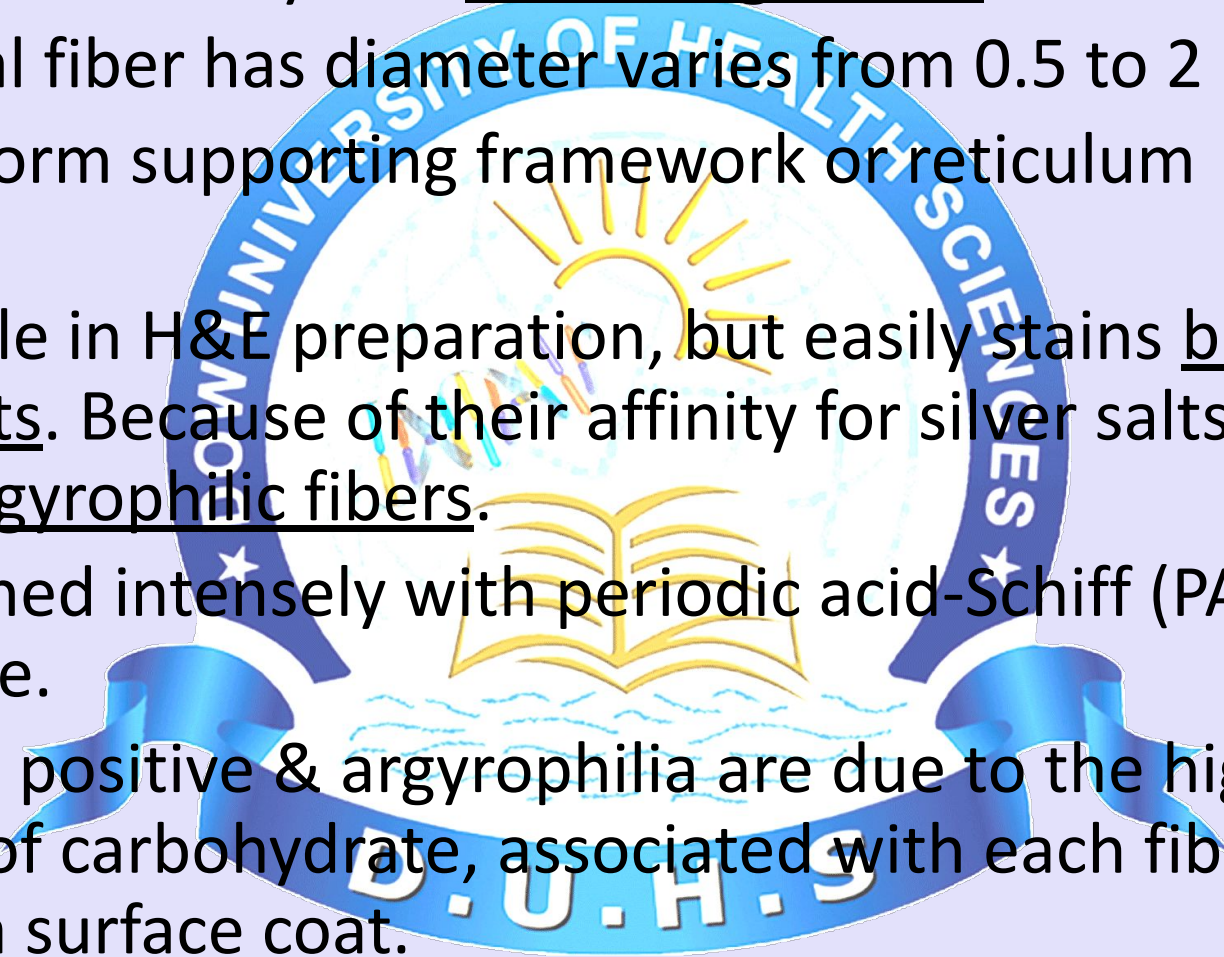 al fiber has diameter varies from 0.5 to 2
orm supporting framework or reticulum
le in H&E preparation, but easily stains b
ts. Because of their affinity for silver salts
gyrophilic fibers.
ned intensely with periodic acid-Schiff (PA
e.
positive & argyrophilia are due to the hig
of carbohydrate, associated with each fib
surface coat.
DOW UNIVERSITY OF HEALTH SCIENCES
D.U.H.S